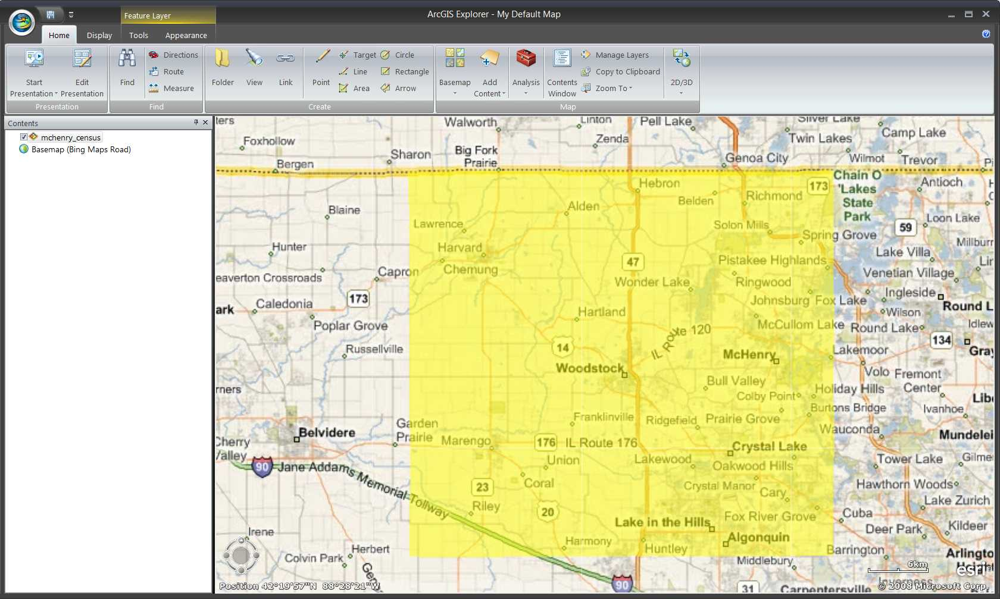 Feature Layer
ArcGIS Explorer - My Default Map
Home
Display
Tools
Appearance
Start Presentation
Edit Presentation
Presentation
Find
Directions
Route
Measure
Find
Folder
View
Link
Point
Target
Line
Area
Circle
Rectangle
Arrow
Create
Basemap
Add Content
Analysis
Contents Window
Manage Layers
Copy to Clipboard
Zoom To
2D/3D
Map
Contents
mchenry_census
Basemap (Bing Maps Road)
ters
Walworth
Linton
Pell Lake
Silver Lake
Camp Lake
Foxhollow
Zenda
Twin Lakes
Sharon
Big Fork
Prairie
Genoa City
Wilmot
Trevor
Pi
Bergen
Hebron
173
Chain O
'Lakes
State
Park
Antioch
Belden
Richmond
Blaine
Alden
Loon Lake
Lawrence
Solon Mills
59
Spring Grove
Millburn
Hunter
Harvard
Lake Villa
47
Pistakee Highlands
Chemung
Capron
eaverton Crossroads
Venetian Village
Wonder Lake
Ringwood
Ingleside
173
Johnsburg
Fox Lake
Caledonia
ark
Round L
Hartland
Wilson
Poplar Grove
McCullom Lake
Round Lake
Idlew
IL Route 120
134
Russellville
14
McHenry
Lakemoor
Gray
Woodstock
Volo
Fremont
Center
Bull Valley
rners
Colby Point
Holiday Hills
Lib
Burtons Bridge
Ivanhoe
Franklinville
Ridgefield
Prairie Grove
Garden
Prairie
Wauconda
Mundelei
Belvidere
Cherry
Valley
Marengo
176
IL Route 176
Crystal Lake
Union
Lakewood
Oakwood Hills
Tower Lake
Gilme
90
Jane Addams Memorial Tollway
Coral
Crystal Manor
Cary
Hawthorn Woods
23
Riley
20
Lake Zurich
Fox River Grove
Cuba
Lake in the Hills
Deer Park
Kildeer
Irene
Algonquin
Harmony
Huntley
Herbert
Barrington
Arlingto
Colvin Park
Middlebury
Heigh
6km
esri
Inverness
Position 42°19'57"N 88°28'21"W
90
31
Carpentersville
© 2008 Microsoft Corp.